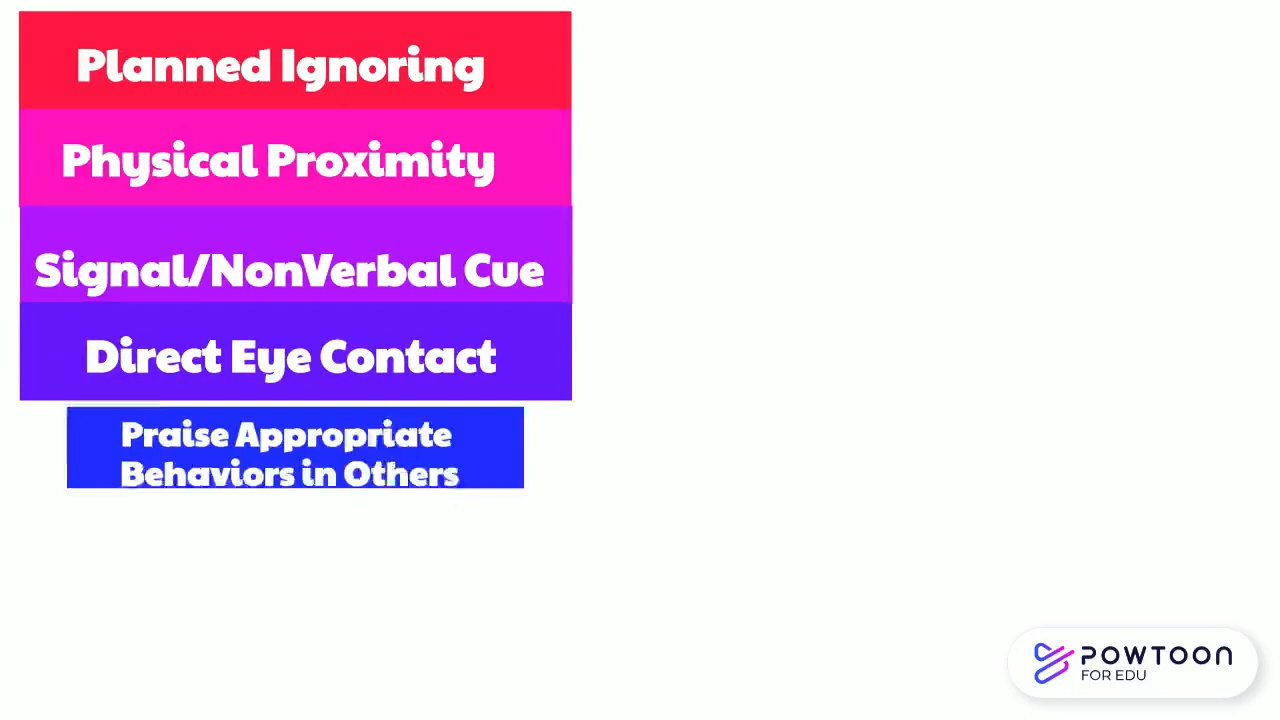 Planned Ignoring
Physical Proximity
Signal/NonVerbal Cue
Direct Eye Contact
Praise Appropriate
Behaviors in Others
POWTOON
FOR EDU